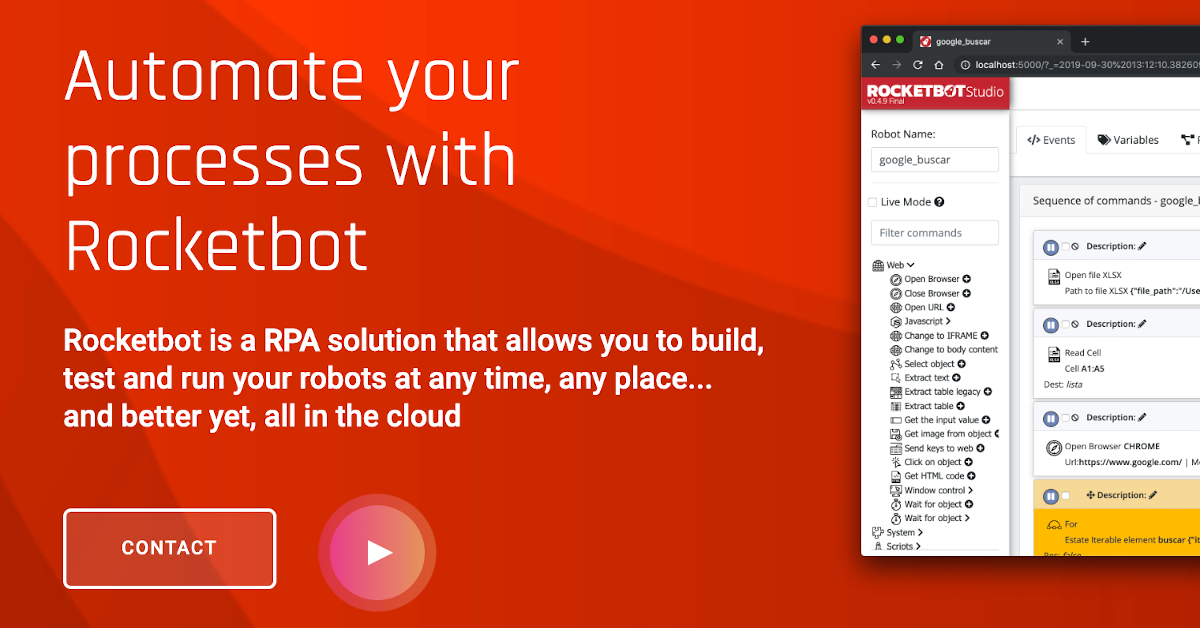 Automate your
processes with
Rocketbot
Rocketbot is a RPA solution that allows you to build,
test and run your robots at any time, any place...
and better yet, all in the cloud
CONTACT
google_buscar
localhost:5000/?_=2019-09-30%2013:12:10.38260
ROCKETBOT Studio
v0.4.9 Final
Robot Name:
google_buscar
Live Mode
Filter commands
Web
Open Browser
Close Browser
Open URL
Javascript
Change to IFRAME
Change to body content
Select object
Extract text
Extract table legacy
Extract table
Get the input value
Get image from object
Send keys to web
Click on object
Get HTML code
Window control
Wait for object
Wait for object
System
Scripts
Events Variables
Sequence of commands - google_
Description:
Open file XLSX
Path to file XLSX {"file_path":"/Use
Description:
Read Cell
Cell A1:A5
Dest: lista
Description:
Open Browser CHROME
Url:https://www.google.com/ | M
Description:
For
Estate Iterable element buscar {"it